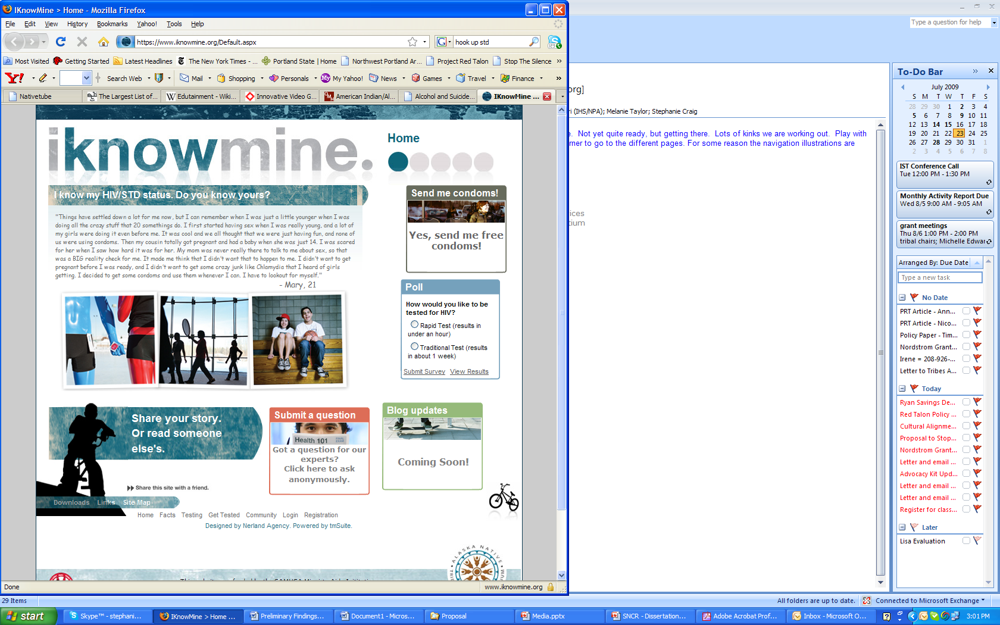 IKnowMine > Home - Mozilla Firefox
File Edit View History Bookmarks Yahoo! Tools Help
https://www.iknowmine.org/Default.aspx
hook up std
Most Visited Getting Started Latest Headlines The New York Times - ... Portland State | Home Northwest Portland Ar... Project Red Talon Stop The Silence »
Y! Search Web Mail Shopping Personals My Yahoo! News Games Travel Finance »
Nativetube The Largest List of... Edutainment - Wiki... Innovative Video G... American Indian/Al... Alcohol and Suicide... IKnowMine ...
iknowmine.
Home
I know my HIV/STD status. Do you know yours?
"Things have settled down a lot for me now, but I can remember when I was just a little younger when I was
doing all the crazy stuff that 20 somethings do. I first started having sex when I was really young, and a lot of
my girls were doing it even before me. It was cool and we all thought that we were just having fun, and none of
us were using condoms. Then my cousin totally got pregnant and had a baby when she was just 14. I was scared
for her when I saw how hard it was for her. My mom was never really there to talk to me about sex, so that
was a BIG reality check for me. It made me think that I didn't want that to happen to me. I didn't want to get
pregnant before I was ready, and I didn't want to get some crazy junk like Chlamydia that I heard of girls
getting. I decided to get some condoms and use them whenever I can. I have to lookout for myself."
- Mary, 21
Send me condoms!
Yes, send me free
condoms!
Poll
How would you like to be
tested for HIV?
Rapid Test (results in
under an hour)
Traditional Test (results
in about 1 week)
Submit Survey View Results
Share your story.
Or read someone
else's.
Submit a question
Health 101
Got a question for our
experts?
Click here to ask
anonymously.
Blog updates
Coming Soon!
Share this site with a friend.
Downloads Links Site Map
Home Facts Testing Get Tested Community Login Registration
Designed by Nerland Agency. Powered by tmSuite.
ALASKA NATIVE
Done
www.iknowmine.org
Type a question for help
org]
ri (IHS/NPA); Melanie Taylor; Stephanie Craig
e. Not yet quite ready, but getting there. Lots of kinks we are working out. Play with
rner to go to the different pages. For some reason the navigation illustrations are
ices
tium
To-Do Bar »
July 2009
S M T W T F S
28 29 30 1 2 3 4
5 6 7 8 9 10 11
12 13 14 15 16 17 18
19 20 21 22 23 24 25
26 27 28 29 30 31 1
2 3 4 5 6 7 8
IST Conference Call
Tue 12:00 PM - 1:30 PM
Monthly Activity Report Due
Wed 8/5 9:00 AM - 9:05 AM
grant meetings
Thu 8/6 1:00 PM - 2:00 PM
tribal chairs; Michelle Edwar
Arranged By: Due Date
Type a new task
No Date
PRT Article - Ann...
PRT Article - Nico...
Policy Paper - Tim...
Nordstrom Grant...
Irene = 208-926-...
Letter to Tribes A...
Today
Ryan Savings De...
Red Talon Policy ...
Cultural Alignme...
Proposal to Stop...
Nordstrom Grant...
Letter and email ...
Advocacy Kit Upd...
Letter and email ...
Letter and email ...
Register for class...
Later
Lisa Evaluation
29 Items
All folders are up to date. Connected to Microsoft Exchange
start Skype™ - stephani... IKnowMine > Home ... Preliminary Findings... Document1 - Micros... Proposal Media.pptx SNCR - Dissertation... Adobe Acrobat Prof... Inbox - Microsoft O... 3:01 PM